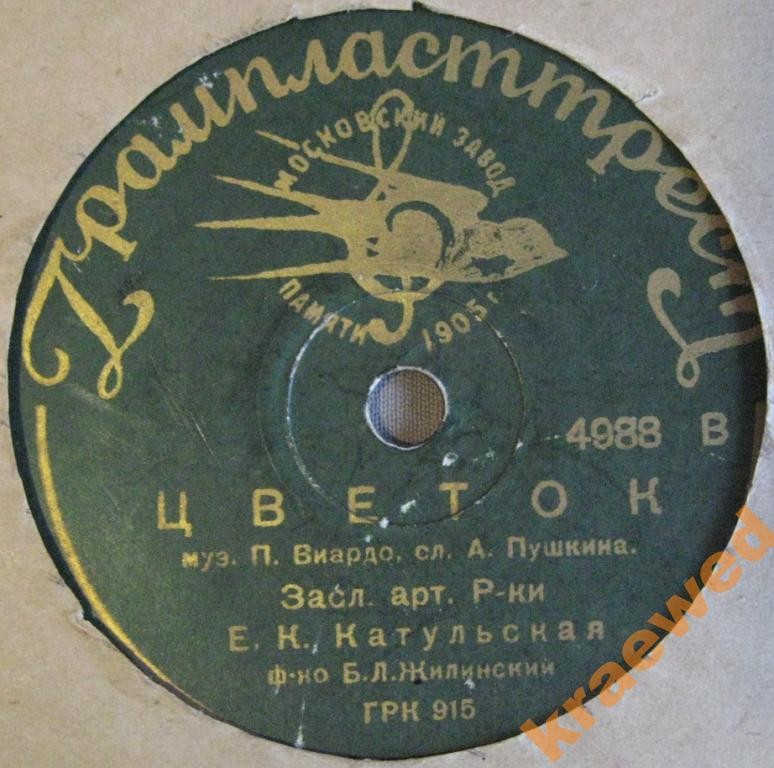 Грампласттрест
МОСКОВСКИЙ ЗАВОД
ПАМЯТИ 1905 г.
4988 В
ЦВЕТОК
муз. П. Виардо, сл. А. Пушкина.
Засл. арт. Р-ки
Е. К. Катульская
ф-но Б.Л.Жилинский
ГРК 915
kraewed